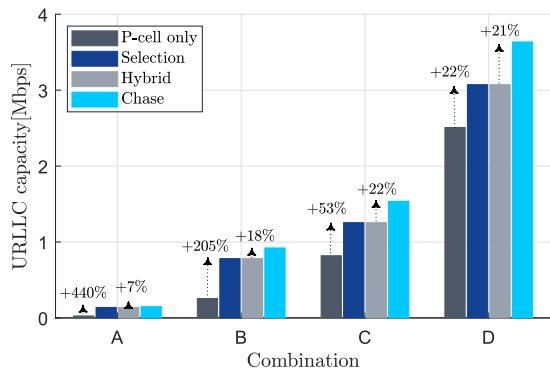 URLLC capacity[Mbps]
4
3
2
1
0
P-cell only
Selection
Hybrid
Chase
+440%
+7%
+205%
+18%
+53%
+22%
+22%
+21%
A
B
C
D
Combination